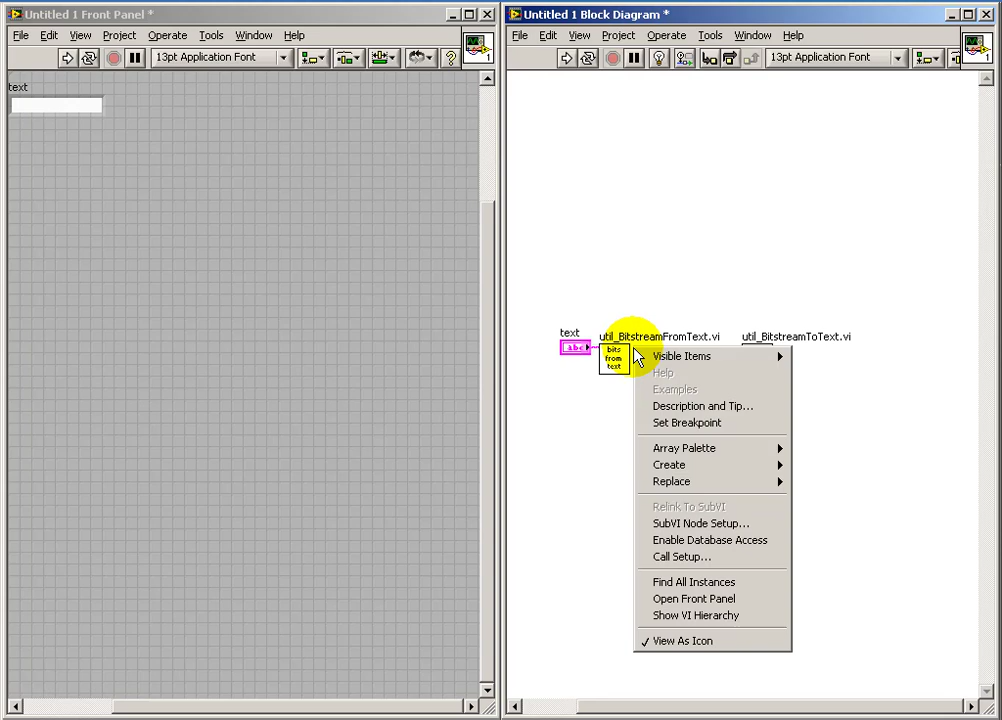 Untitled 1 Front Panel *
File Edit View Project Operate Tools Window Help
13pt Application Font
?
1
text
Untitled 1 Block Diagram *
File Edit View Project Operate Tools Window Help
13pt Application Font
1
text
abc
util_BitstreamFromText.vi
bits
from
text
util_BitstreamToText.vi
Visible Items
Help
Examples
Description and Tip...
Set Breakpoint
Array Palette
Create
Replace
Relink To SubVI
SubVI Node Setup...
Enable Database Access
Call Setup...
Find All Instances
Open Front Panel
Show VI Hierarchy
View As Icon